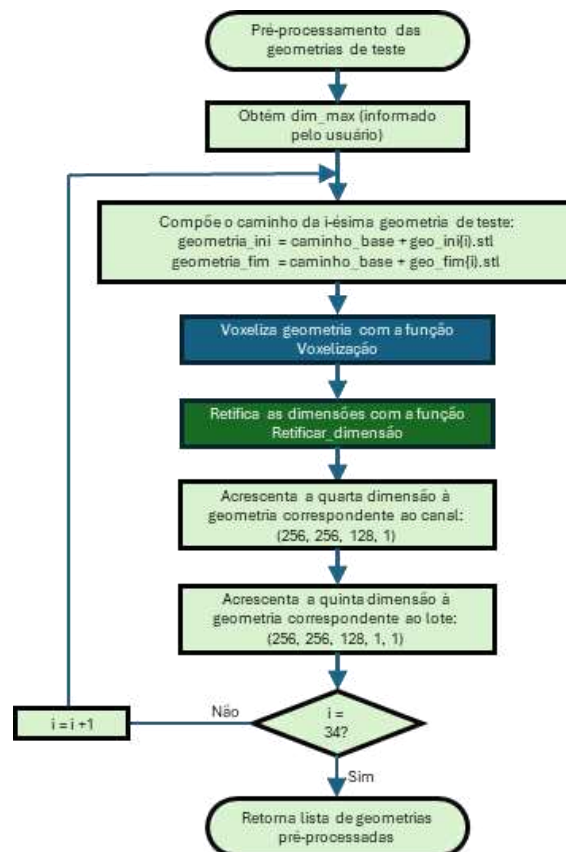 Pré-processamento das
geometrias de teste
Obtém dim_max (informado
pelo usuário)
Compõe o caminho da i-ésima geometria de teste:
geometria_ini = caminho_base + geo_ini{i).stl
geometria_fim = caminho_base + geo_fim{i).stl
Voxeliza geometria com a função
Voxelização
Retifica as dimensões com a função
Retificar_dimensão
Acrescenta a quarta dimensão à
geometria correspondente ao canal:
(256, 256, 128, 1)
Acrescenta a quinta dimensão à
geometria correspondente ao lote:
(256, 256, 128, 1, 1)
i =
34?
Não
i = i +1
Sim
Retorna lista de geometrias
pré-processadas